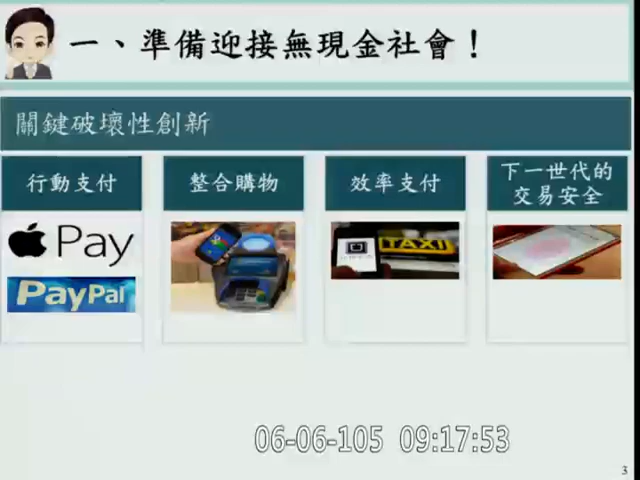 一、準備迎接無現金社會！
關鍵破壞性創新
行動支付
整合購物
效率支付
下一世代的
交易安全
Pay
PayPal
TAXI
06-06-105 09:17:53
3